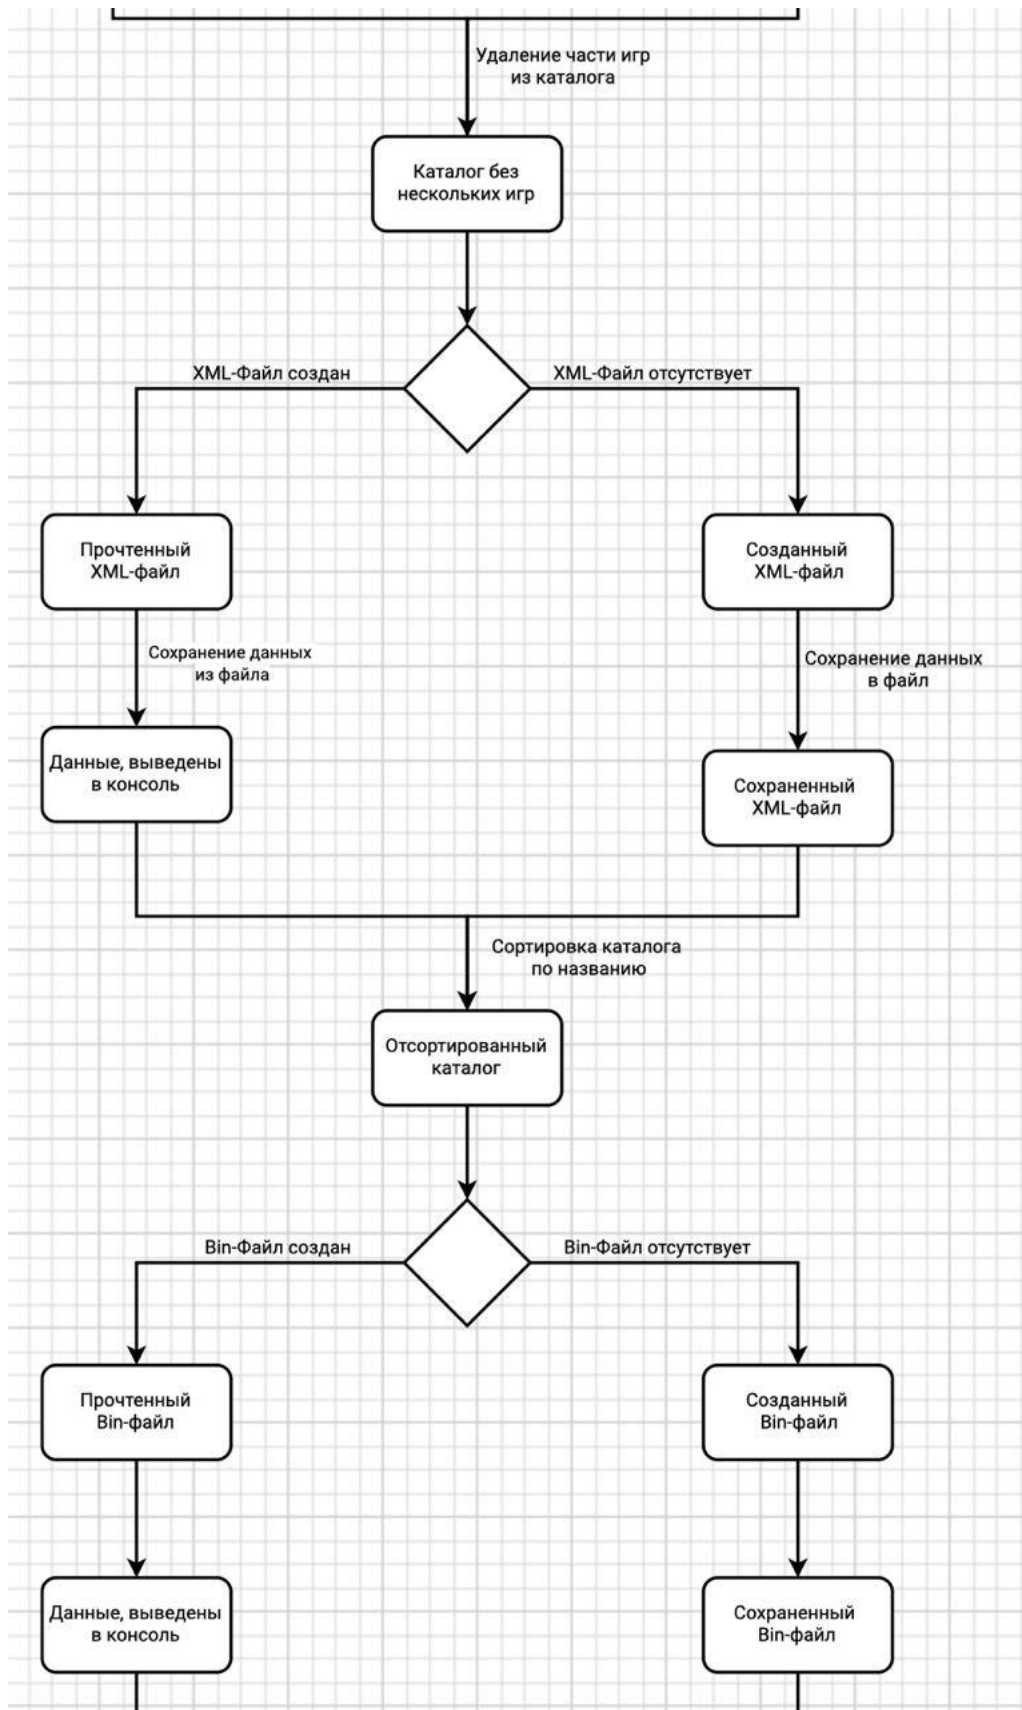 Удаление части игр
из каталога
Каталог без
нескольких игр
XML-Файл создан
XML-Файл отсутствует
Прочтенный
XML-файл
Созданный
XML-файл
Сохранение данных
из файла
Сохранение данных
в файл
Данные, выведены
в консоль
Сохраненный
XML-файл
Сортировка каталога
по названию
Отсортированный
каталог
Bin-Файл создан
Bin-Файл отсутствует
Прочтенный
Bin-файл
Созданный
Bin-файл
Данные, выведены
в консоль
Сохраненный
Bin-файл